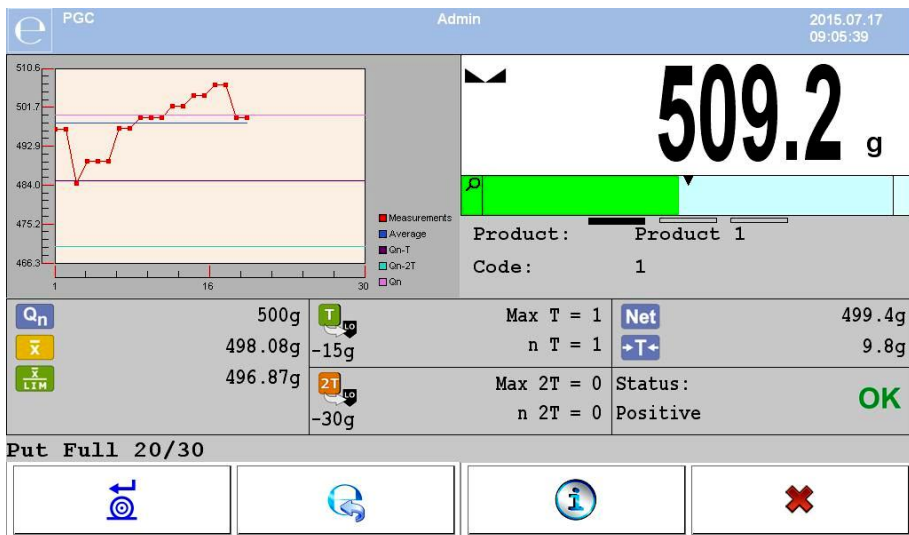 PGC
Admin
2015.07.17
09:05:39
510.6
501.7
492.9
484.0
475.2
466.3
1
16
30
Measurements
Average
Qn-T
Qn-2T
Qn
509.2 g
Product: Product 1
Code: 1
Qn 500g
x 498.08g
x LIM 496.87g
T LO
-15g
Max T = 1
n T = 1
2T LO
-30g
Max 2T = 0
n 2T = 0
Net 499.4g
T 9.8g
Status:
Positive
OK
Put Full 20/30